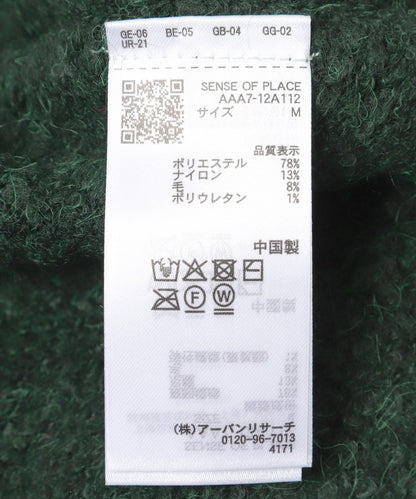 GE-06 BE-05 GB-04 GG-02
UR-21
SENSE OF PLACE
AAA7-12A112
サイズ M
品質表示
ポリエステル 78%
ナイロン 13%
毛 8%
ポリウレタン 1%
中国製
F W
(株)アーバンリサーチ
0120-96-7013
4171